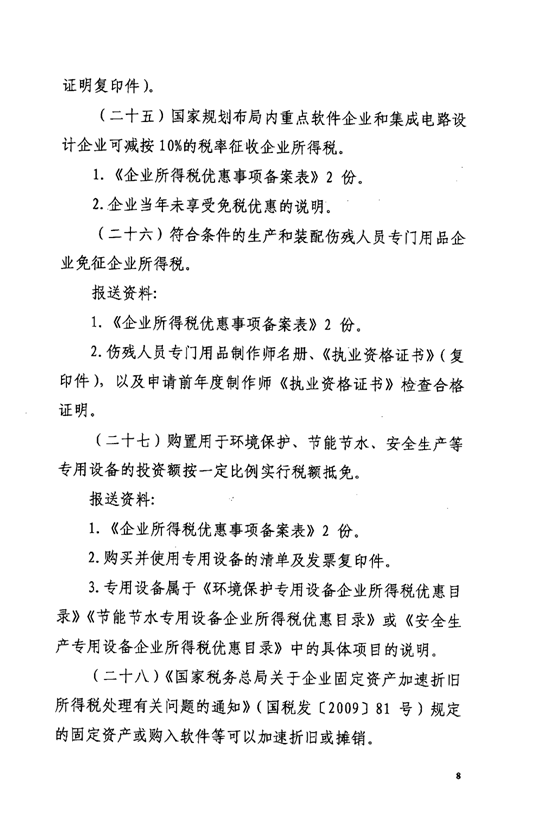 证明复印件）。
（二十五）国家规划布局内重点软件企业和集成电路设
计企业可减按10%的税率征收企业所得税。
1.《企业所得税优惠事项备案表》2 份。
2.企业当年未享受免税优惠的说明。
（二十六）符合条件的生产和装配伤残人员专门用品企
业免征企业所得税。
报送资料：
1.《企业所得税优惠事项备案表》2 份。
2.伤残人员专门用品制作师名册、《执业资格证书》（复
印件），以及申请前年度制作师《执业资格证书》检查合格
证明。
（二十七）购置用于环境保护、节能节水、安全生产等
专用设备的投资额按一定比例实行税额抵免。
报送资料：
1.《企业所得税优惠事项备案表》2 份。
2.购买并使用专用设备的清单及发票复印件。
3.专用设备属于《环境保护专用设备企业所得税优惠目
录》《节能节水专用设备企业所得税优惠目录》或《安全生
产专用设备企业所得税优惠目录》中的具体项目的说明。
（二十八）《国家税务总局关于企业固定资产加速折旧
所得税处理有关问题的通知》（国税发〔2009〕81 号）规定
的固定资产或购入软件等可以加速折旧或摊销。
8